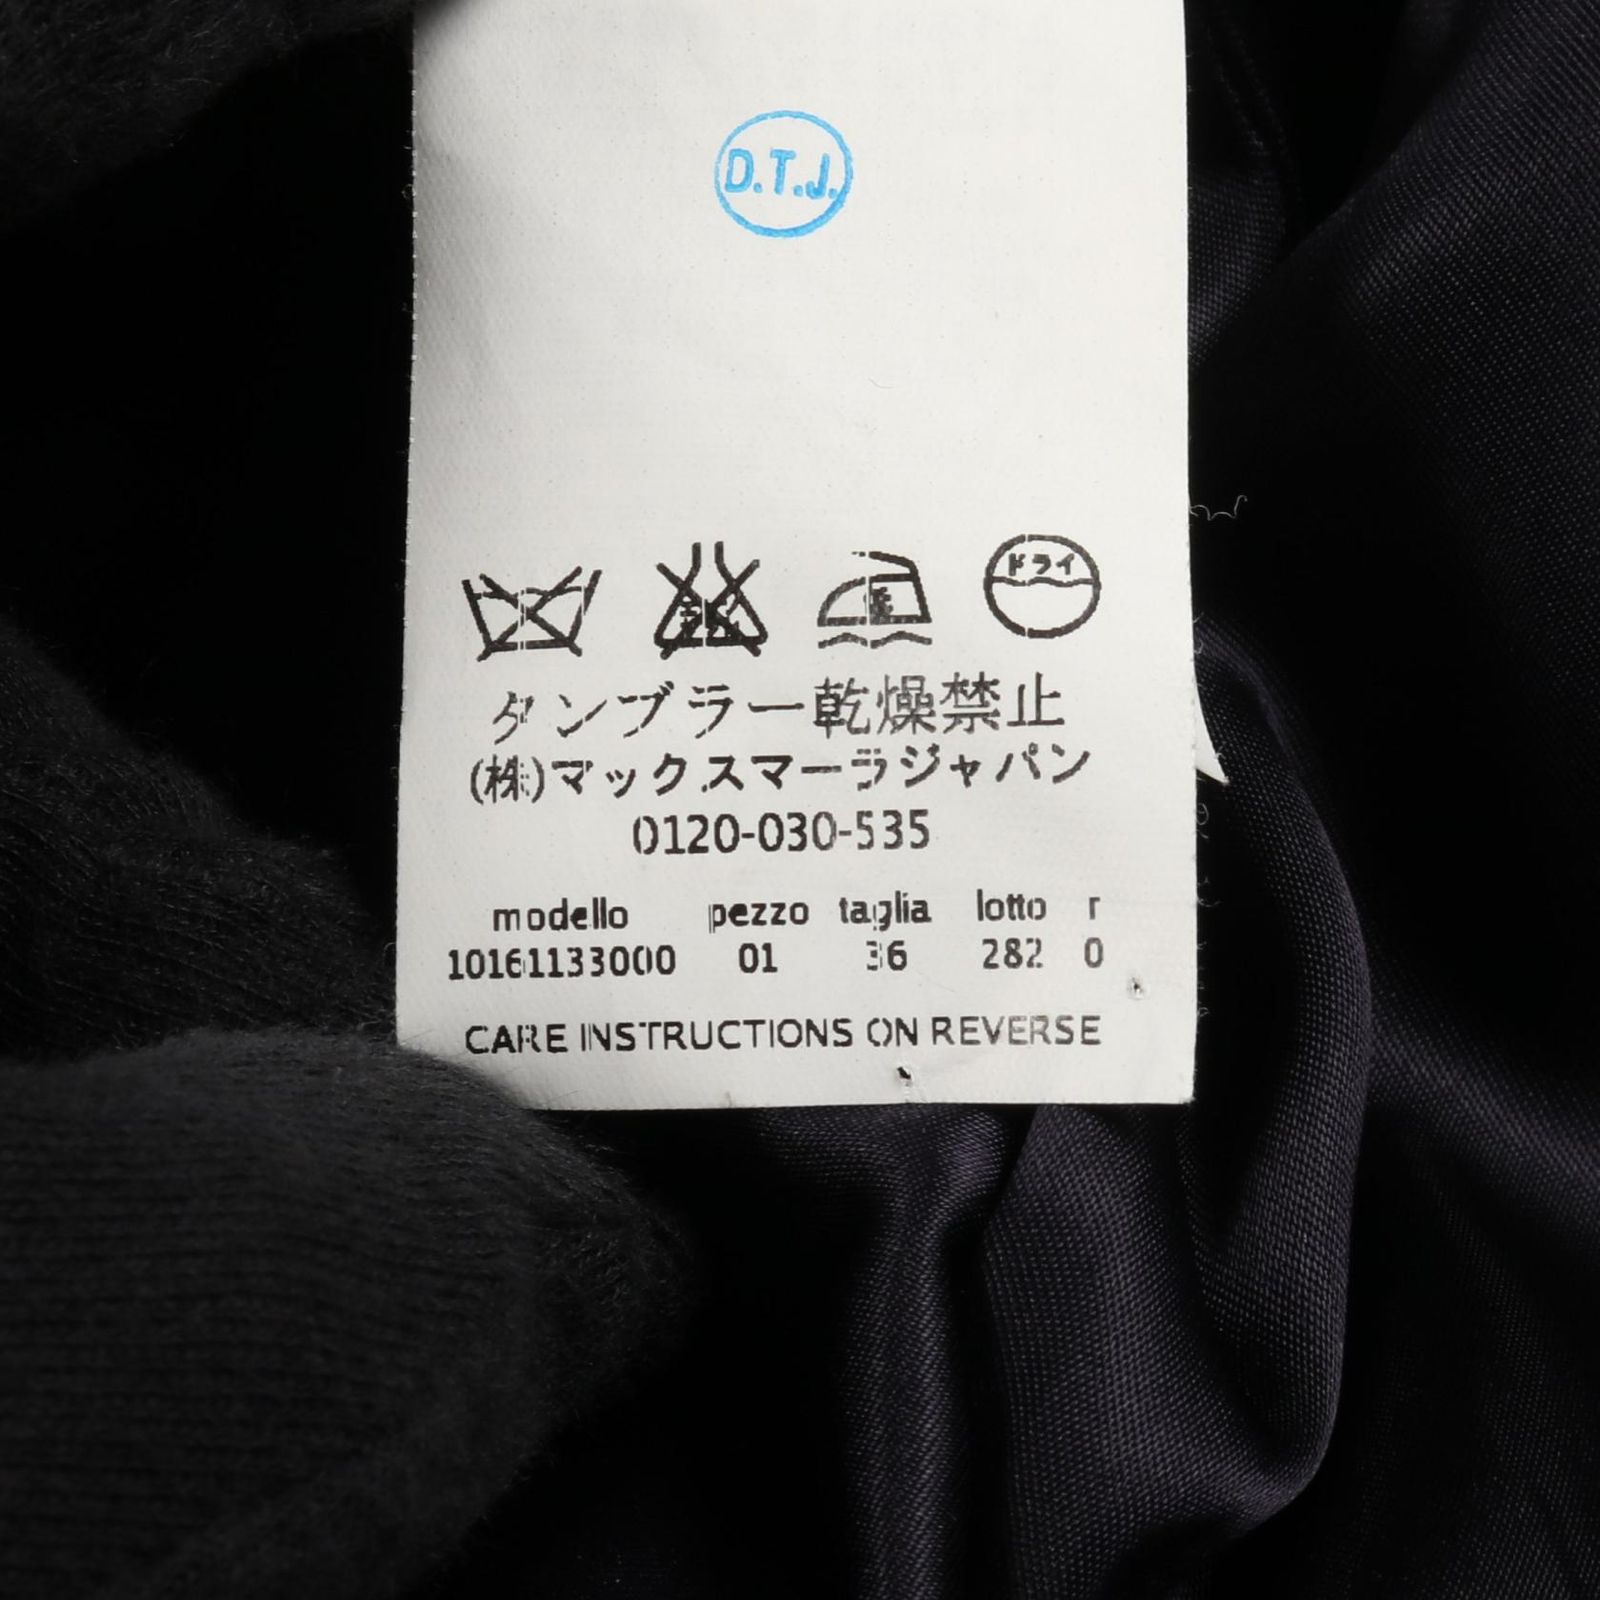 D.T.J.
ドライ
タンブラー乾燥禁止
(株)マックスマーラジャパン
0120-030-535
modello pezzo taglia lotto r
10161133000 01 36 282 0
CARE INSTRUCTIONS ON REVERSE